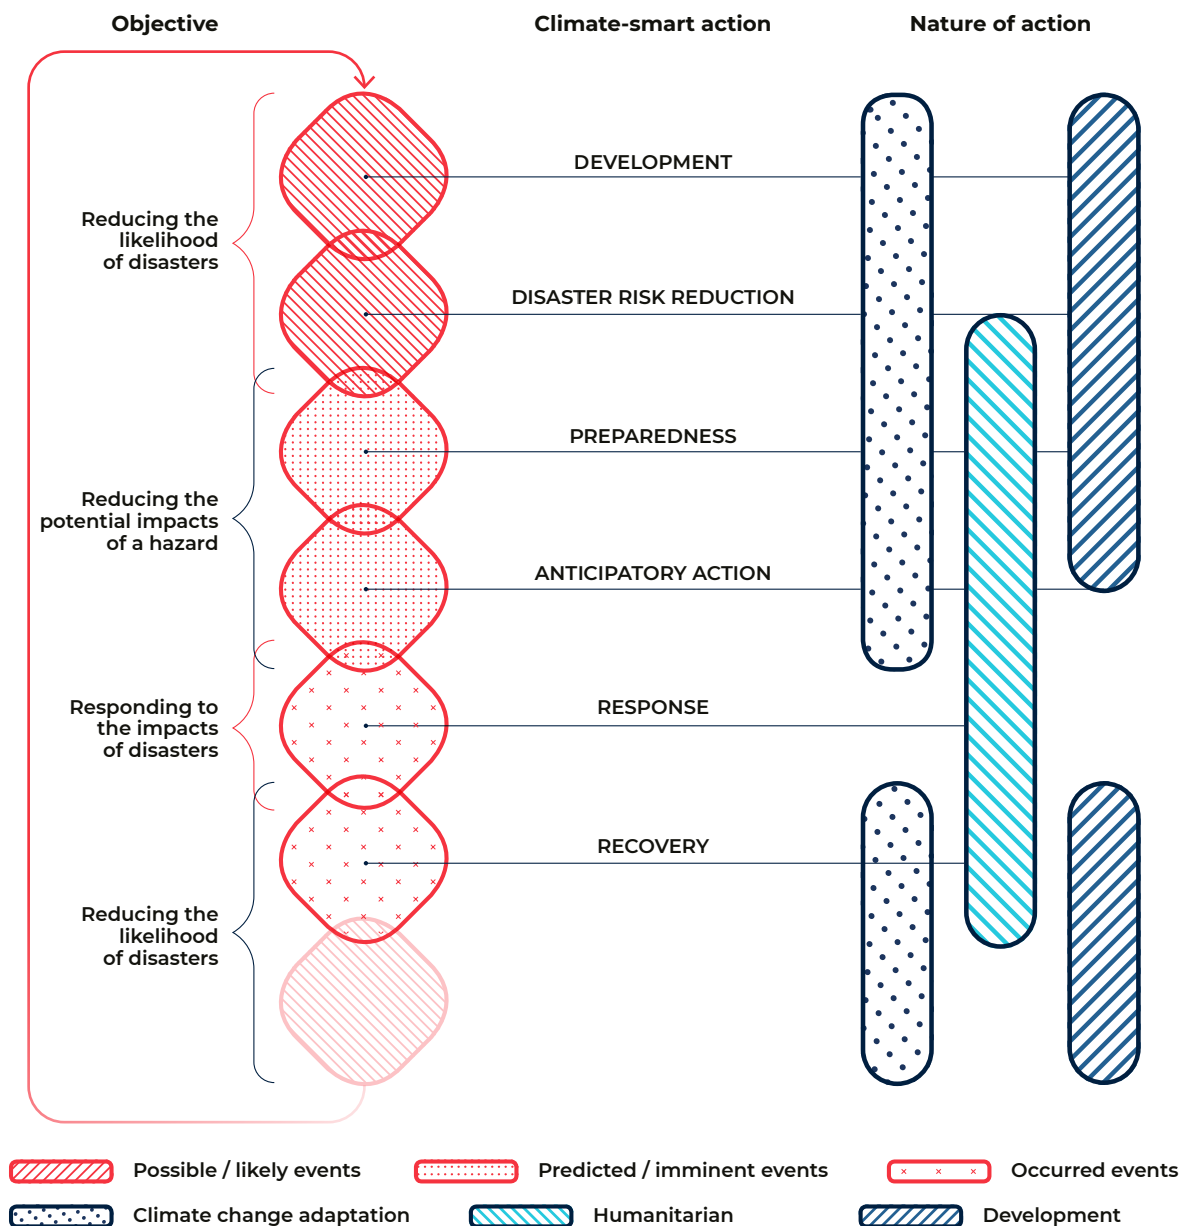 Objective
Climate-smart action
Nature of action
DEVELOPMENT
Reducing the
likelihood
of disasters
DISASTER RISK REDUCTION
PREPAREDNESS
Reducing the
potential impacts
of a hazard
ANTICIPATORY ACTION
Responding to
the impacts
of disasters
RESPONSE
RECOVERY
Reducing the
likelihood
of disasters
Possible / likely events
Predicted / imminent events
Occurred events
Climate change adaptation
Humanitarian
Development